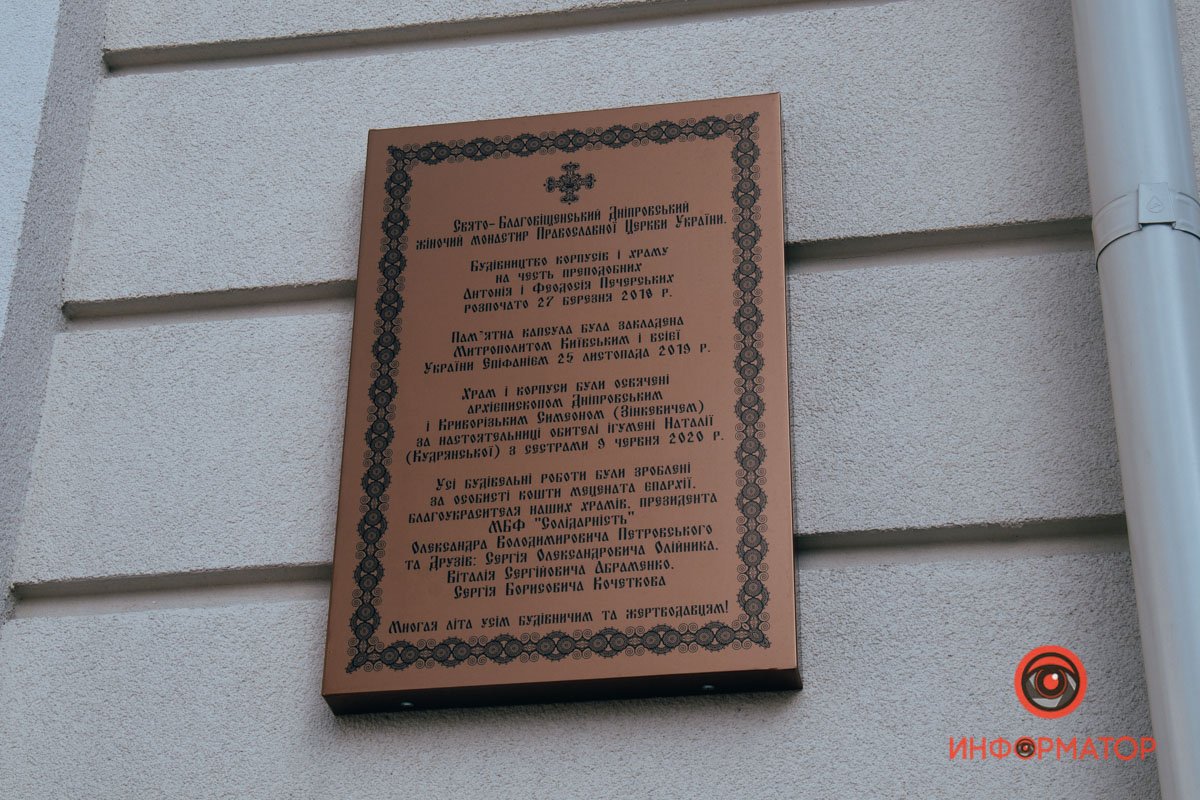 Свято-Благовіщенський Дніпровський
жіночий монастир Православної Церкви України.
Будівництво корпусів і храму
на честь преподобних
Антонія і Феодосія Печерських
розпочато 27 березня 2018 р.
Пам`ятна капсула була закладена
Митрополитом Київським і всієї
України Епіфанієм 25 листопада 2019 р.
Храм і корпуси були освячені
архієпископом Дніпровським
і Криворізьким Симеоном (Зінкевичем)
за настоятельниці обителі ігумені Наталії
(Кудрянської) з сестрами 9 червня 2020 р.
Усі будівельні роботи були зроблені
за особисті кошти мецената єпархії,
благоукрасителя наших храмів, президента
МБФ "Солідарність"
Олександра Володимировича Петровського
та Друзів: Сергія Олександровича Олійника,
Віталія Сергійовича Абраменко,
Сергія Борисовича Кочеткова
Многая літа усім будівничим та жертводавцям!
ИНФОРМАТОР